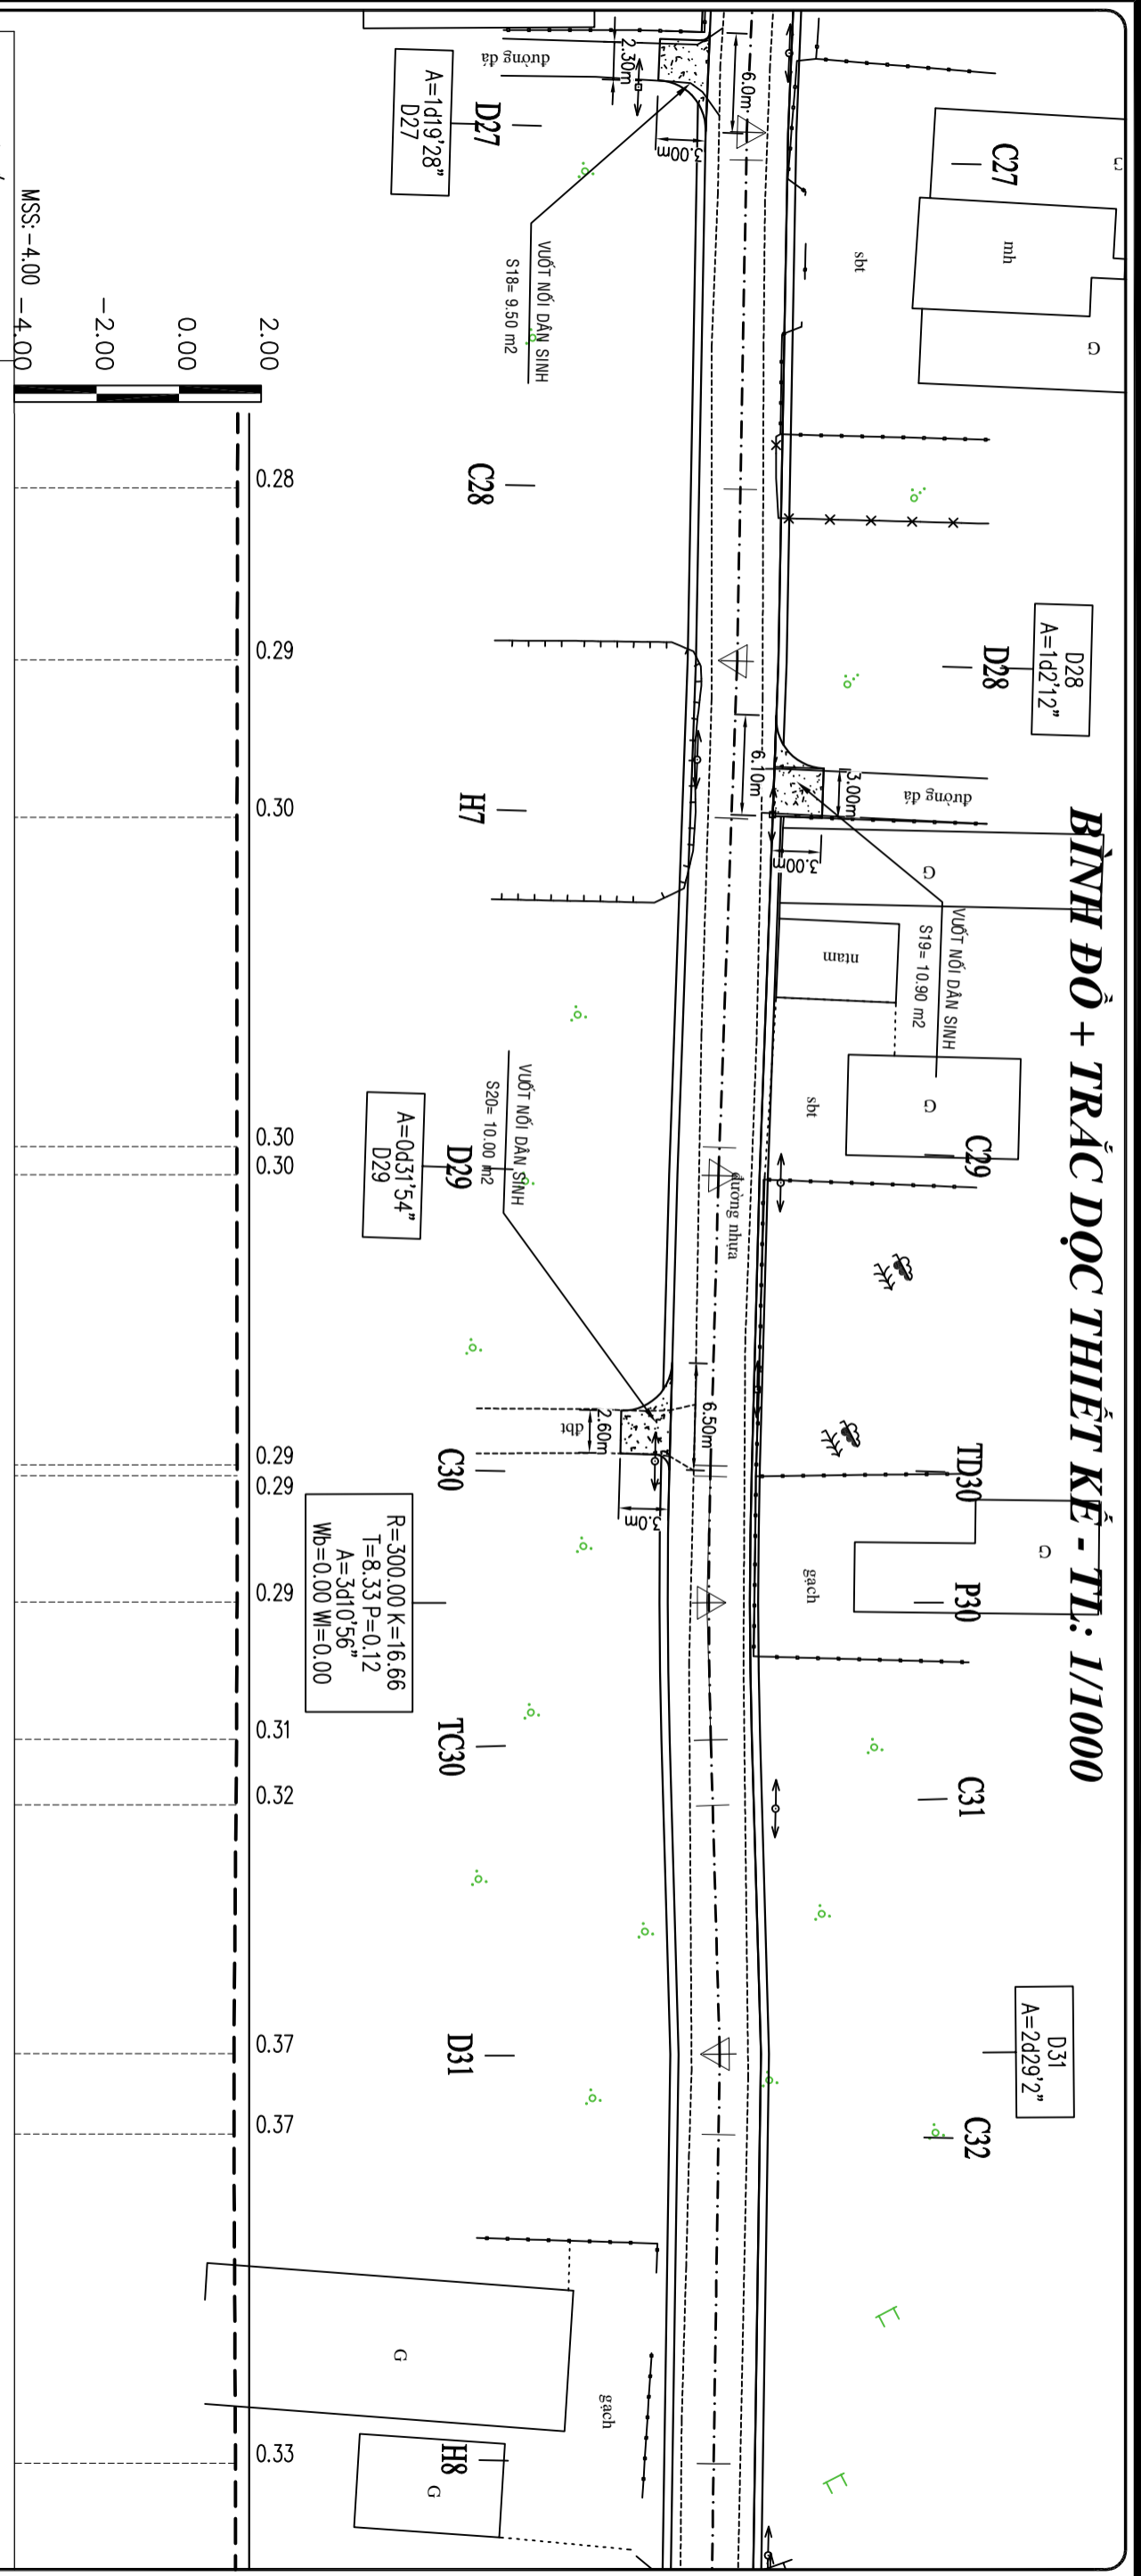 BÌNH ĐỒ + TRẮC DỌC THIẾT KẾ - TL: 1/1000
C27
mh
G
sbt
D28
A=1d2'12"
D28
đường đá
3.00m
3.00m
6.10m
G
VUỐT NỐI DÂN SINH
S19= 10.90 m2
ntam
G
sbt
C29
TD30
G
P30
gạch
C31
D31
A=2d29'2"
C32
6.0m
đường nhựa
6.50m
đường đá
2.30m
3.00m
D27
A=1d19'28"
D27
VUỐT NỐI DÂN SINH
S18= 9.50 m2
C28
H7
VUỐT NỐI DÂN SINH
S20= 10.00 m2
D29
A=0d31'54"
D29
2.60m
đbt
3.0m
C30
R=300.00 K=16.66
T=8.33 P=0.12
A=3d10'56"
Wb=0.00 Wl=0.00
TC30
D31
gạch
G
H8
G
2.00
0.00
-2.00
-4.00
MSS:-4.00
0.28
0.29
0.30
0.30
0.30
0.29
0.29
0.29
0.31
0.32
0.37
0.37
0.33